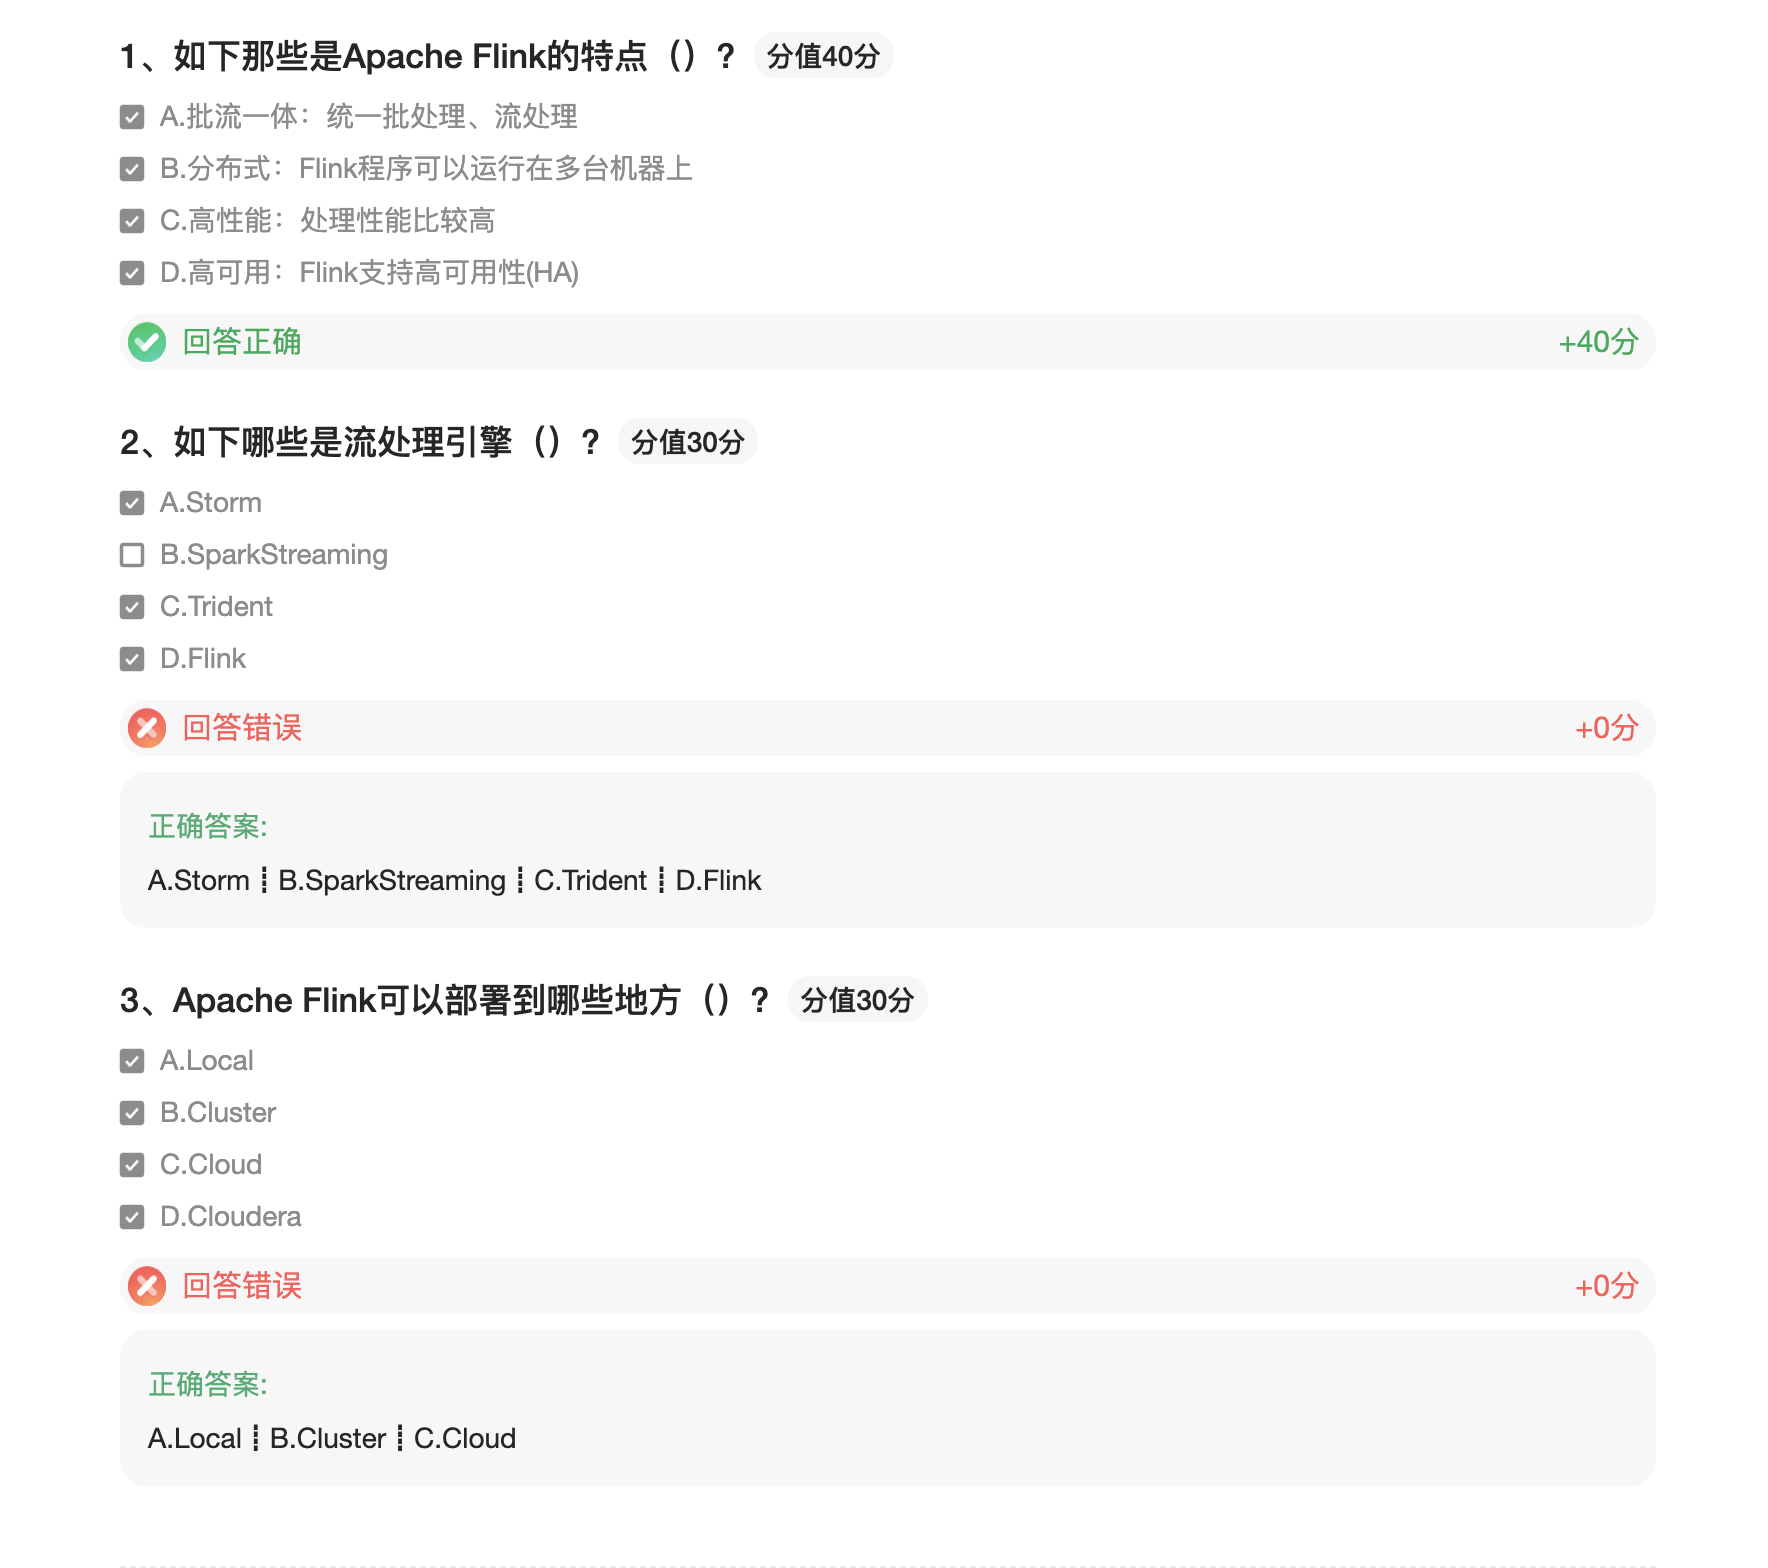 1、如下那些是Apache Flink的特点（）? 分值40分
A.批流一体：统一批处理、流处理
B.分布式：Flink程序可以运行在多台机器上
C.高性能：处理性能比较高
D.高可用：Flink支持高可用性(HA)
回答正确 +40分
2、如下哪些是流处理引擎（）? 分值30分
A.Storm
B.SparkStreaming
C.Trident
D.Flink
回答错误 +0分
正确答案:
A.Storm ┋ B.SparkStreaming ┋ C.Trident ┋ D.Flink
3、Apache Flink可以部署到哪些地方（）? 分值30分
A.Local
B.Cluster
C.Cloud
D.Cloudera
回答错误 +0分
正确答案:
A.Local ┋ B.Cluster ┋ C.Cloud